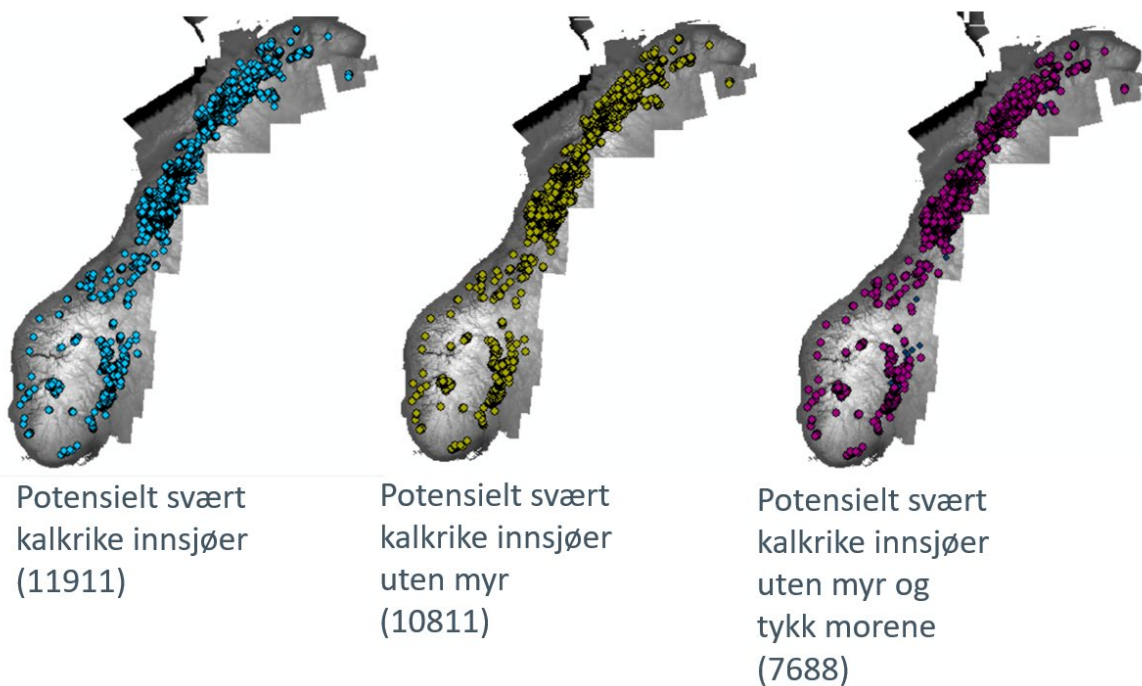 Potensielt svært
kalkrike innsjøer
(11911)
Potensielt svært
kalkrike innsjøer
uten myr
(10811)
Potensielt svært
kalkrike innsjøer
uten myr og
tykk morene
(7688)